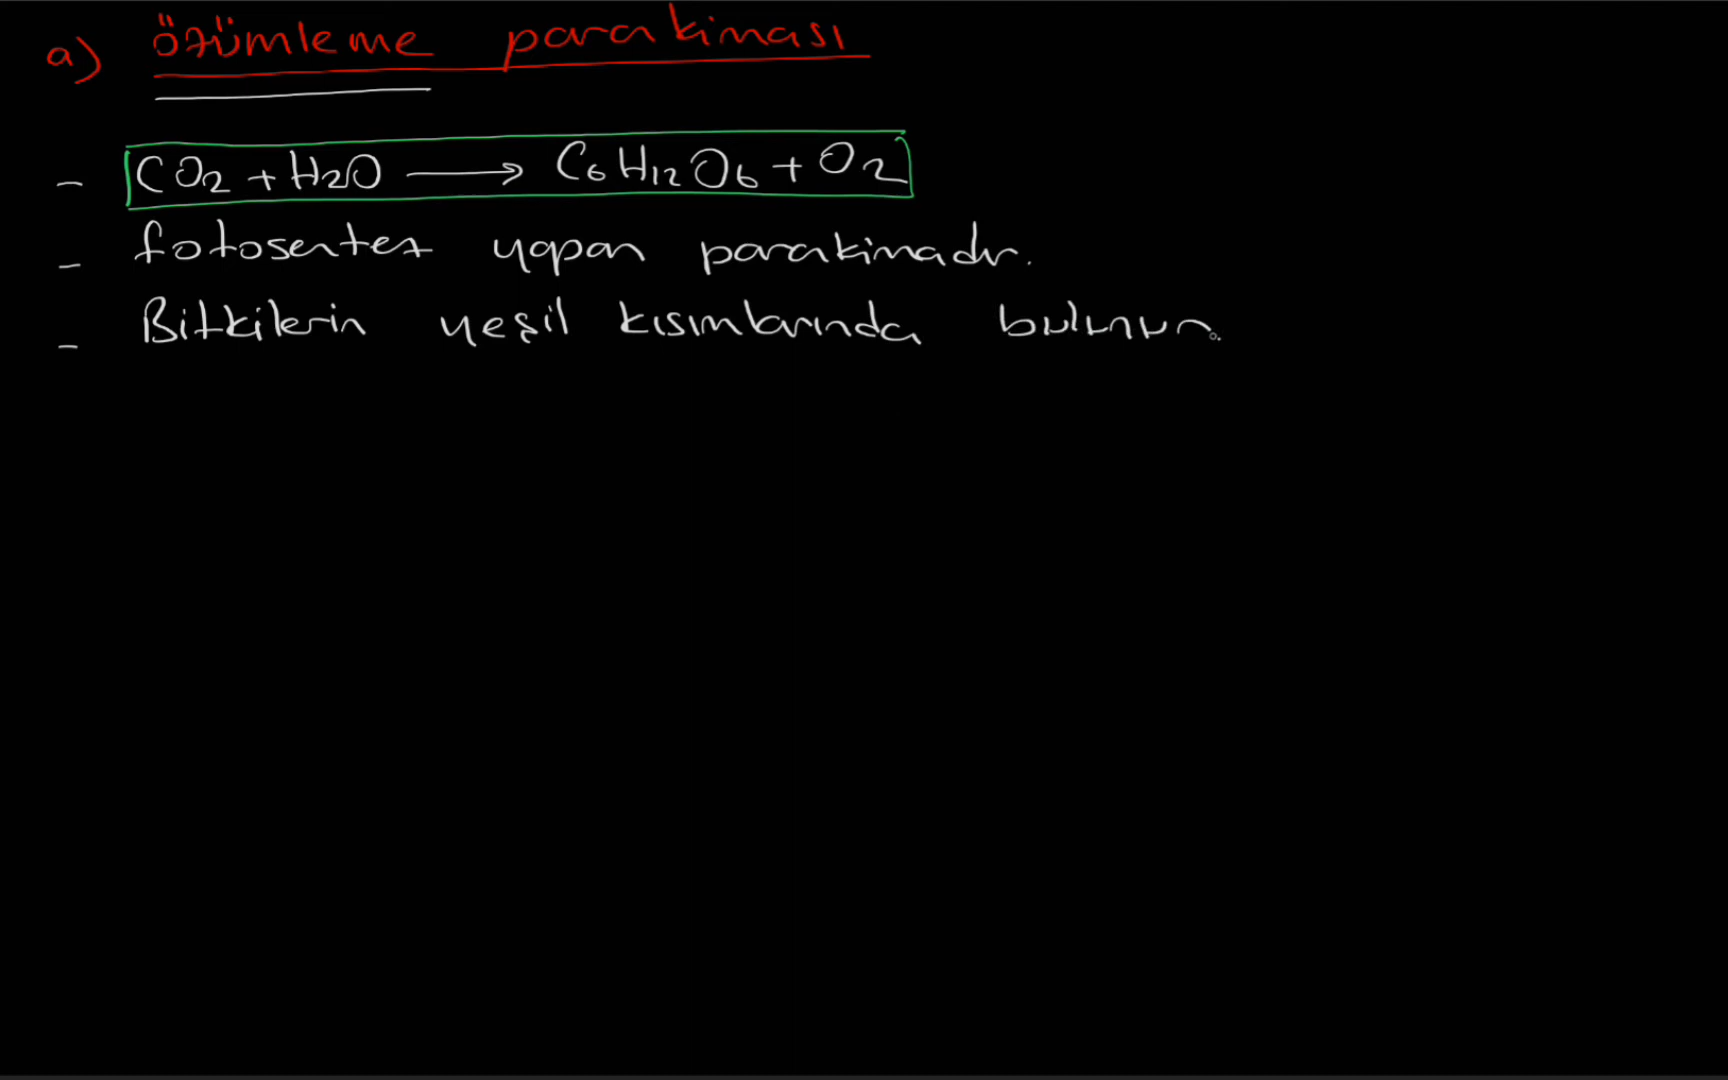 a) özümleme parankiması
- CO2 + H2O → C6H12O6 + O2
- fotosentez yapan parankimadır.
- Bitkilerin yeşil kısımlarında bulunur.